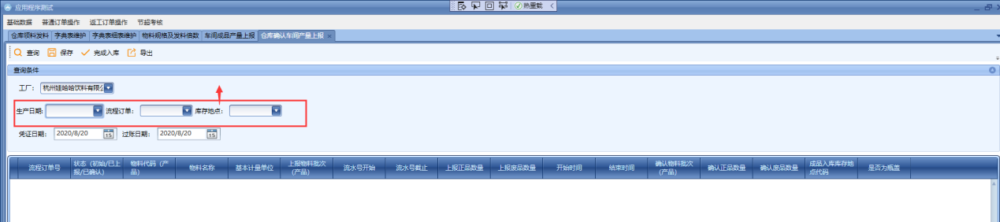 应用程序测试
热重载
基础数据 普通订单操作 返工订单操作 节超考核
仓库领料发料 字典表维护 字典表细表维护 物料规格及发料倍数 车间成品产量上报 仓库确认车间产量上报
查询 保存 完成入库 导出
查询条件
工厂： 杭州娃哈哈饮料有限公
生产日期: 流程订单: 库存地点:
凭证日期: 2020/8/20 15 过账日期: 2020/8/20 15
流程订单号 状态（初始/已上报/已确认） 物料代码（产品） 物料名称 基本计量单位 上报物料批次（产品） 流水号开始 流水号截止 上报正品数量 上报废品数量 开始时间 结束时间 确认物料批次（产品） 确认正品数量 确认废品数量 成品入库库存地点代码 是否为瓶盖